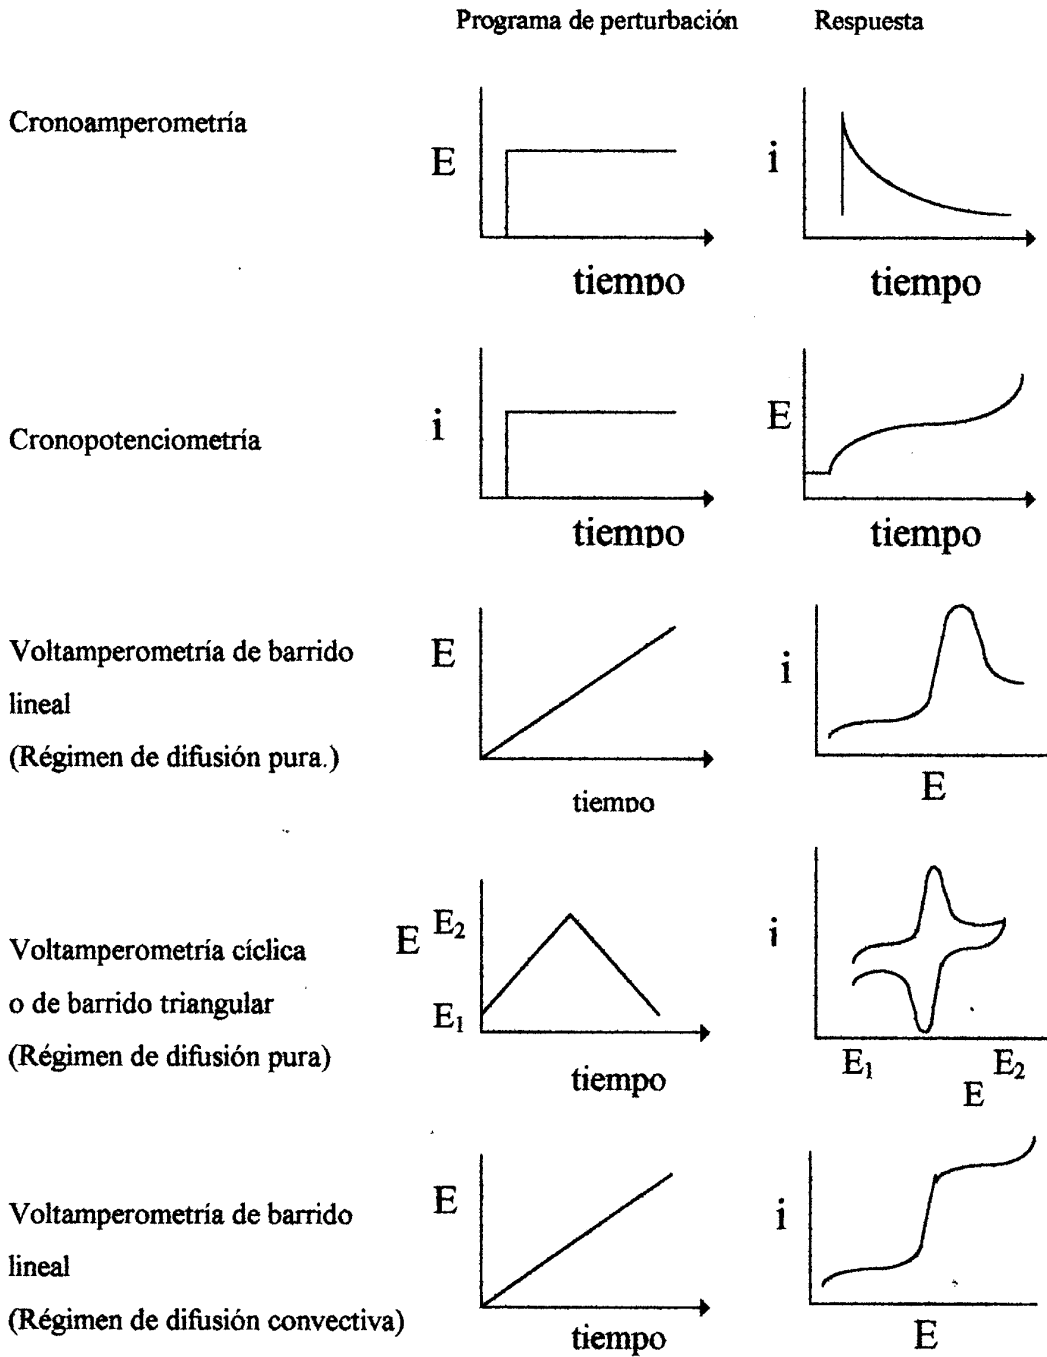 Programa de perturbación Respuesta
Cronoamperometría
E
tiempo
i
tiempo
Cronopotenciometría
i
tiempo
E
tiempo
Voltamperometría de barrido
lineal
(Régimen de difusión pura.)
E
tiempo
i
E
Voltamperometría cíclica
o de barrido triangular
(Régimen de difusión pura)
E
E2
E1
tiempo
i
E1 E2
E
Voltamperometría de barrido
lineal
(Régimen de difusión convectiva)
E
tiempo
i
E